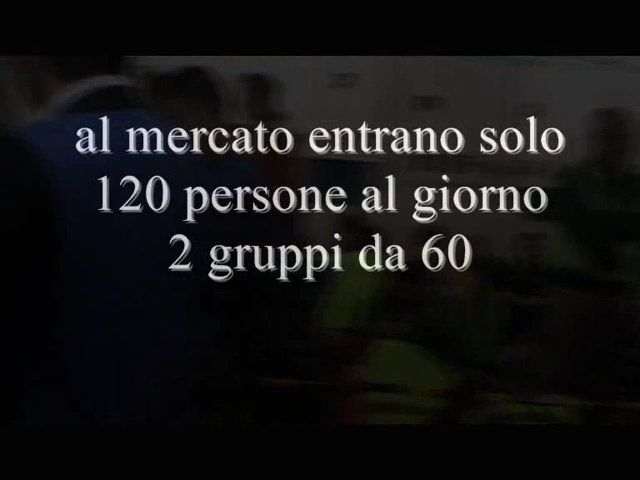 al mercato entrano solo
120 persone al giorno
2 gruppi da 60